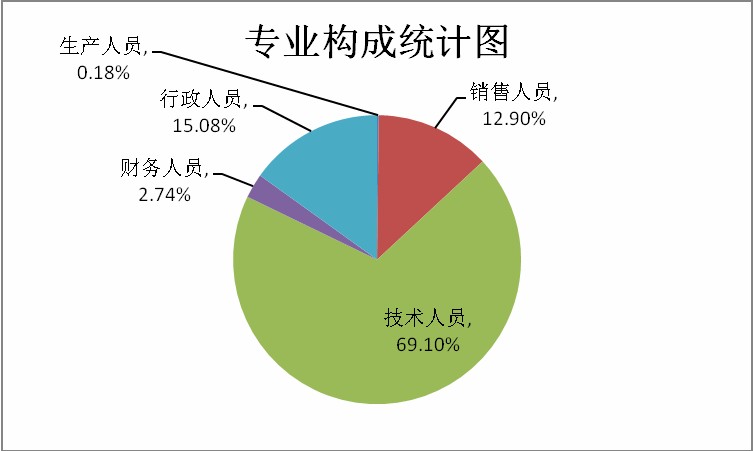 专业构成统计图
生产人员,
0.18%
销售人员,
12.90%
行政人员,
15.08%
财务人员,
2.74%
技术人员,
69.10%